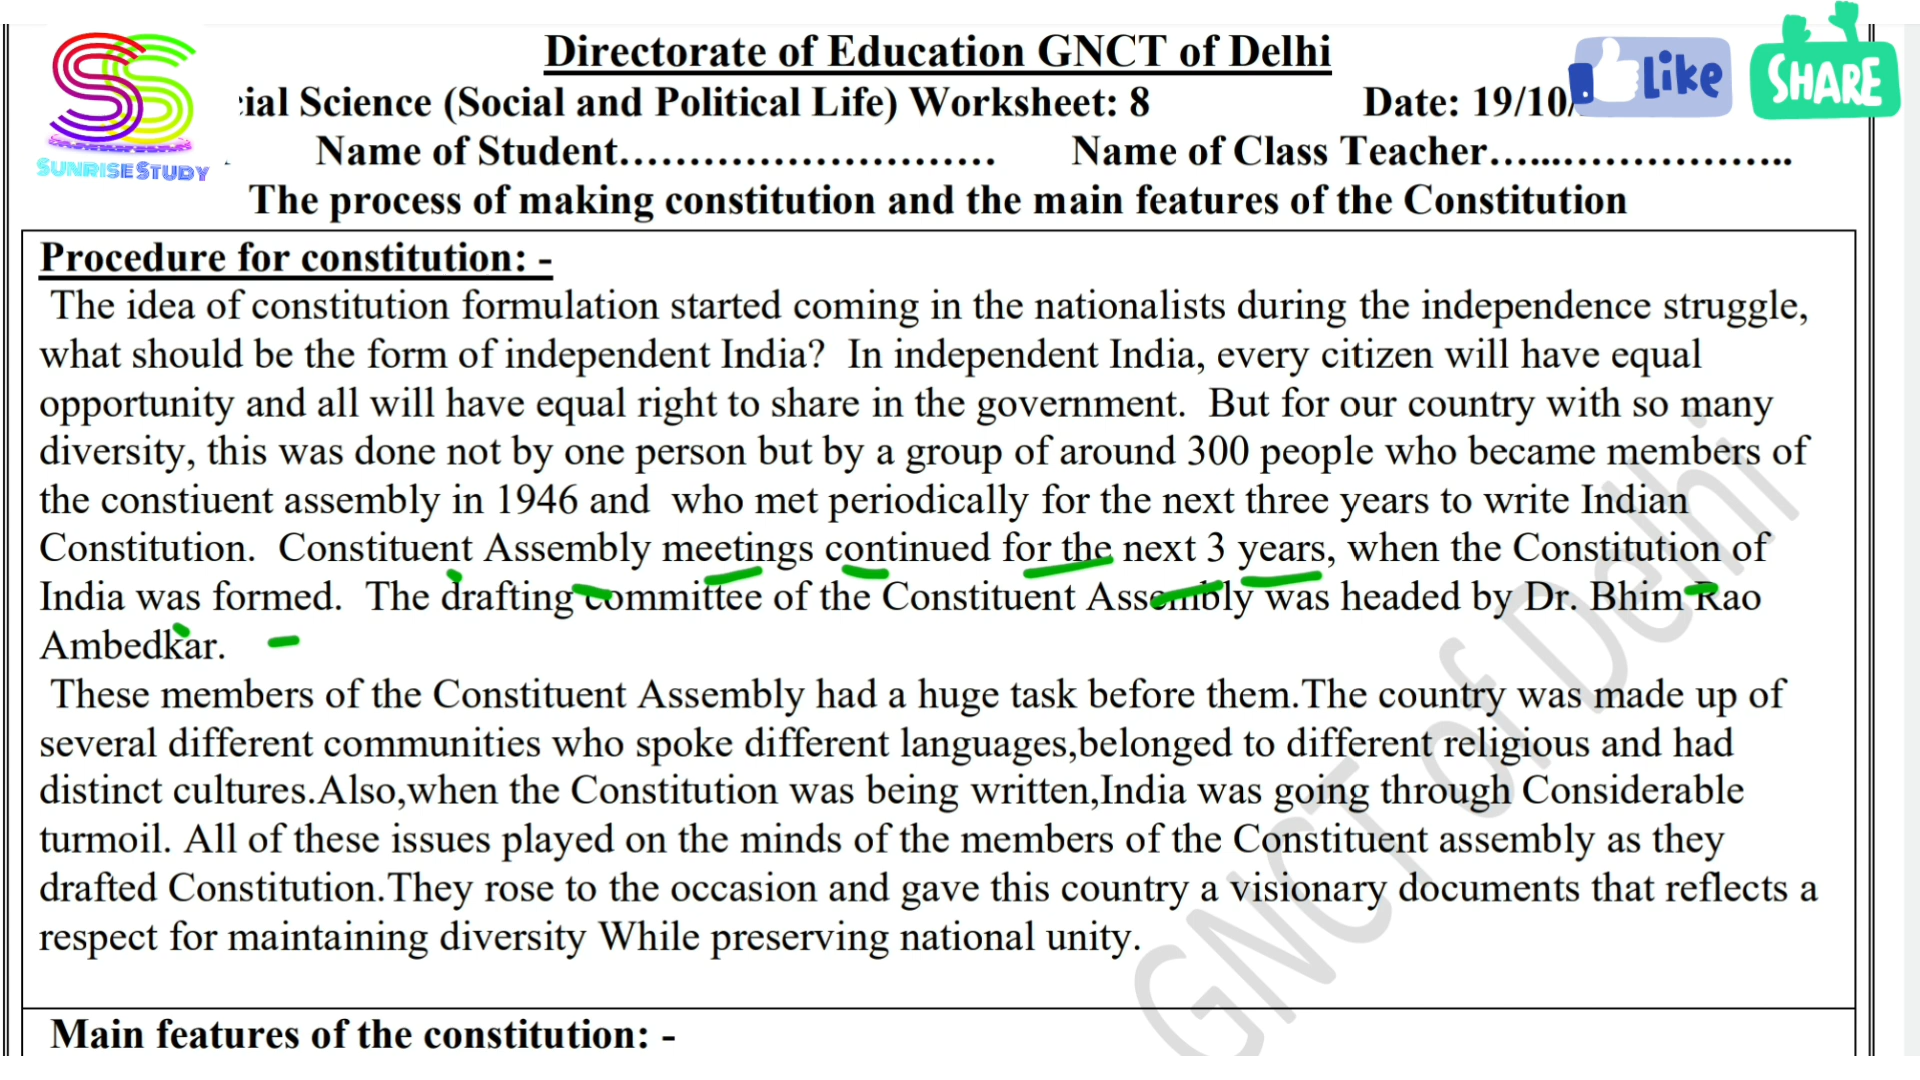 Directorate of Education GNCT of Delhi
cial Science (Social and Political Life) Worksheet: 8 Date: 19/10/
Name of Student……………………… Name of Class Teacher…...……………..
The process of making constitution and the main features of the Constitution
SUNRISESTUDY
Like
SHARE
Procedure for constitution: -
The idea of constitution formulation started coming in the nationalists during the independence struggle,
what should be the form of independent India? In independent India, every citizen will have equal
opportunity and all will have equal right to share in the government. But for our country with so many
diversity, this was done not by one person but by a group of around 300 people who became members of
the constiuent assembly in 1946 and who met periodically for the next three years to write Indian
Constitution. Constituent Assembly meetings continued for the next 3 years, when the Constitution of
India was formed. The drafting committee of the Constituent Assembly was headed by Dr. Bhim Rao
Ambedkar.
These members of the Constituent Assembly had a huge task before them.The country was made up of
several different communities who spoke different languages,belonged to different religious and had
distinct cultures.Also,when the Constitution was being written,India was going through Considerable
turmoil. All of these issues played on the minds of the members of the Constituent assembly as they
drafted Constitution.They rose to the occasion and gave this country a visionary documents that reflects a
respect for maintaining diversity While preserving national unity.
GNCT of Delhi
Main features of the constitution: -